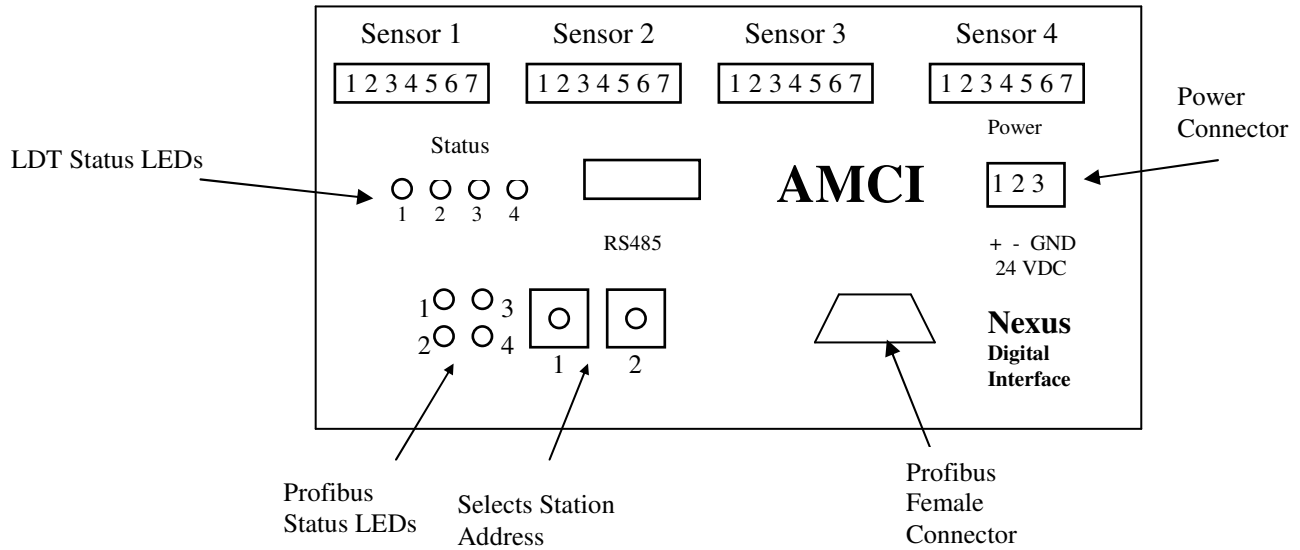 Sensor 1 Sensor 2 Sensor 3 Sensor 4
1 2 3 4 5 6 7 1 2 3 4 5 6 7 1 2 3 4 5 6 7 1 2 3 4 5 6 7
Power
Connector
Power
Status
LDT Status LEDs
1 2 3 4
RS485
AMCI
1 2 3
+ - GND
24 VDC
1 3
2 4
1 2
Nexus
Digital
Interface
Profibus
Status LEDs
Selects Station
Address
Profibus
Female
Connector